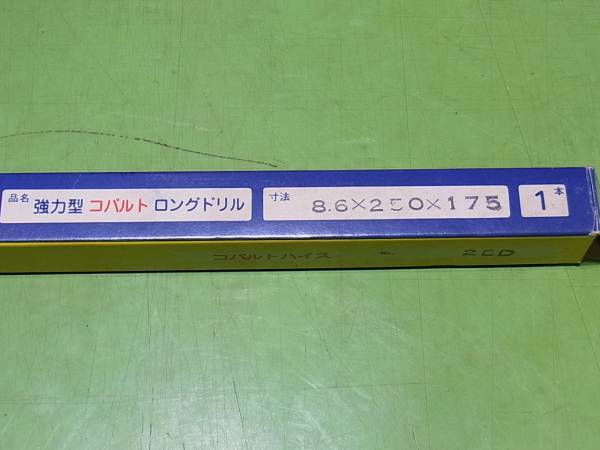 品名 強力型 コバルト ロングドリル 寸法 8.6×250×175 1本
コバルトハイス 2ED